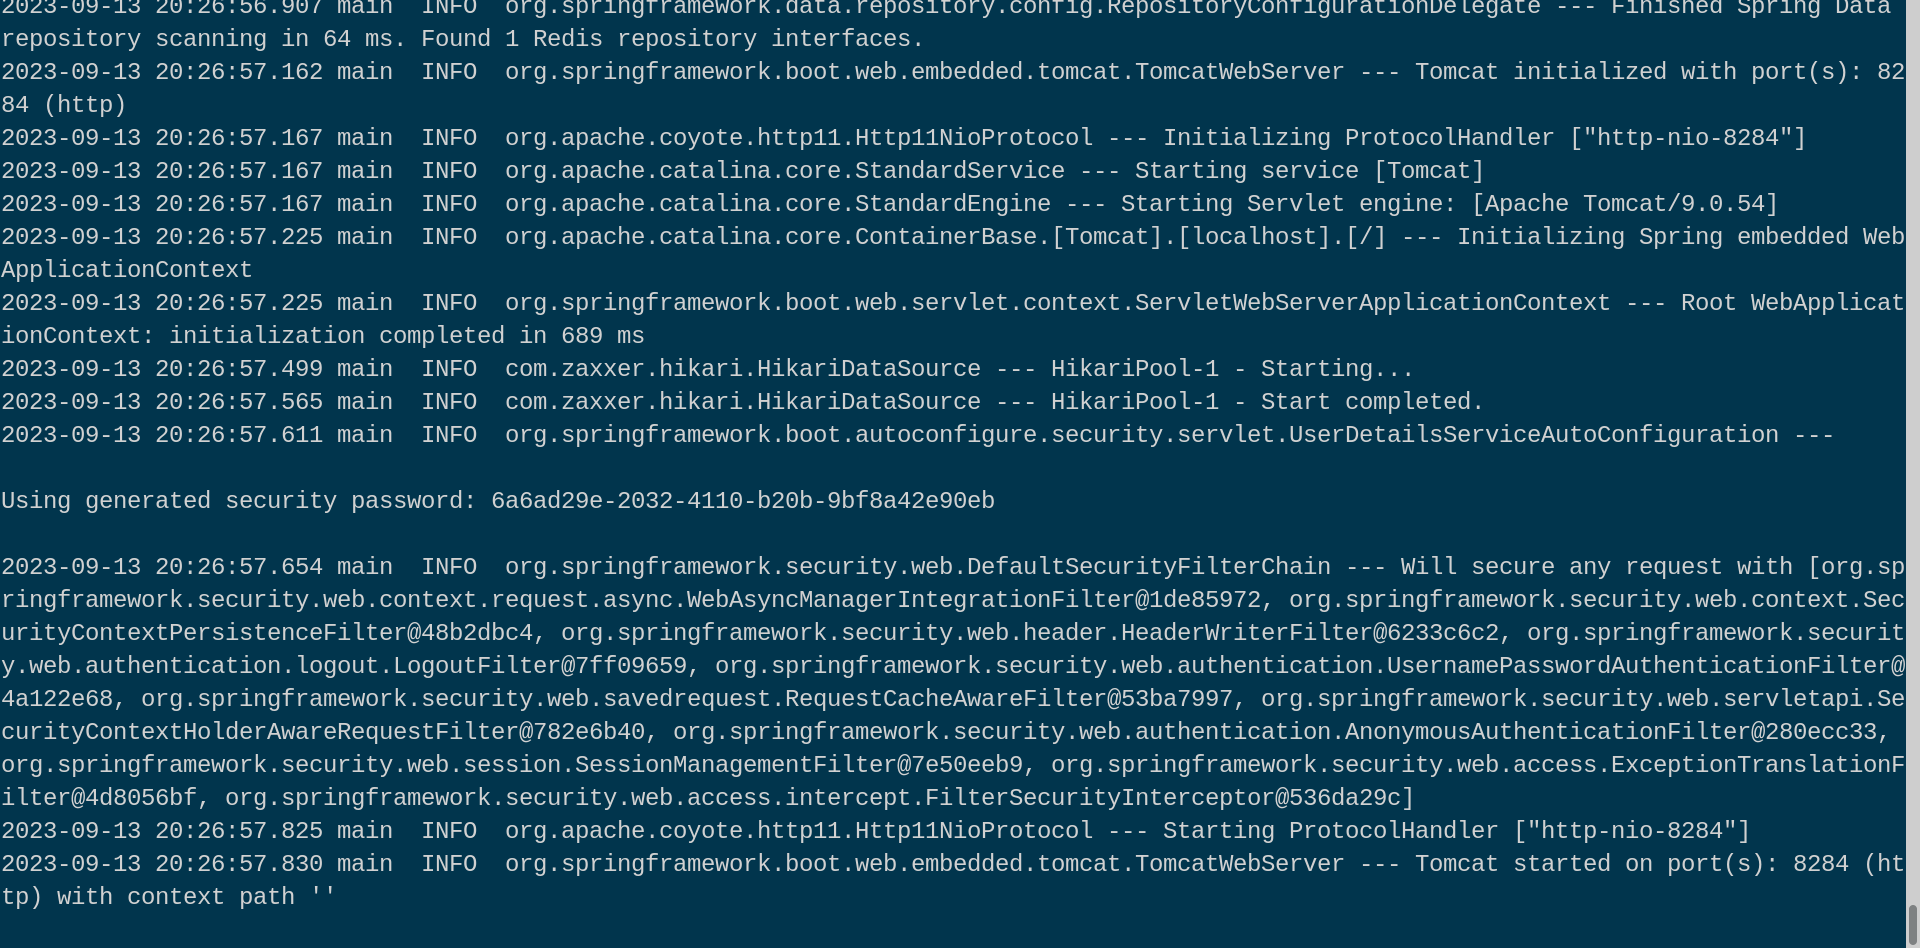 2023-09-13 20:26:56.907 main  INFO  org.springframework.data.repository.config.RepositoryConfigurationDelegate --- Finished Spring Data
repository scanning in 64 ms. Found 1 Redis repository interfaces.
2023-09-13 20:26:57.162 main  INFO  org.springframework.boot.web.embedded.tomcat.TomcatWebServer --- Tomcat initialized with port(s): 82
84 (http)
2023-09-13 20:26:57.167 main  INFO  org.apache.coyote.http11.Http11NioProtocol --- Initializing ProtocolHandler ["http-nio-8284"]
2023-09-13 20:26:57.167 main  INFO  org.apache.catalina.core.StandardService --- Starting service [Tomcat]
2023-09-13 20:26:57.167 main  INFO  org.apache.catalina.core.StandardEngine --- Starting Servlet engine: [Apache Tomcat/9.0.54]
2023-09-13 20:26:57.225 main  INFO  org.apache.catalina.core.ContainerBase.[Tomcat].[localhost].[/] --- Initializing Spring embedded Web
ApplicationContext
2023-09-13 20:26:57.225 main  INFO  org.springframework.boot.web.servlet.context.ServletWebServerApplicationContext --- Root WebApplicat
ionContext: initialization completed in 689 ms
2023-09-13 20:26:57.499 main  INFO  com.zaxxer.hikari.HikariDataSource --- HikariPool-1 - Starting...
2023-09-13 20:26:57.565 main  INFO  com.zaxxer.hikari.HikariDataSource --- HikariPool-1 - Start completed.
2023-09-13 20:26:57.611 main  INFO  org.springframework.boot.autoconfigure.security.servlet.UserDetailsServiceAutoConfiguration ---
Using generated security password: 6a6ad29e-2032-4110-b20b-9bf8a42e90eb
2023-09-13 20:26:57.654 main  INFO  org.springframework.security.web.DefaultSecurityFilterChain --- Will secure any request with [org.sp
ringframework.security.web.context.request.async.WebAsyncManagerIntegrationFilter@1de85972, org.springframework.security.web.context.Sec
urityContextPersistenceFilter@48b2dbc4, org.springframework.security.web.header.HeaderWriterFilter@6233c6c2, org.springframework.securit
y.web.authentication.logout.LogoutFilter@7ff09659, org.springframework.security.web.authentication.UsernamePasswordAuthenticationFilter@
4a122e68, org.springframework.security.web.savedrequest.RequestCacheAwareFilter@53ba7997, org.springframework.security.web.servletapi.Se
curityContextHolderAwareRequestFilter@782e6b40, org.springframework.security.web.authentication.AnonymousAuthenticationFilter@280ecc33,
org.springframework.security.web.session.SessionManagementFilter@7e50eeb9, org.springframework.security.web.access.ExceptionTranslationF
ilter@4d8056bf, org.springframework.security.web.access.intercept.FilterSecurityInterceptor@536da29c]
2023-09-13 20:26:57.825 main  INFO  org.apache.coyote.http11.Http11NioProtocol --- Starting ProtocolHandler ["http-nio-8284"]
2023-09-13 20:26:57.830 main  INFO  org.springframework.boot.web.embedded.tomcat.TomcatWebServer --- Tomcat started on port(s): 8284 (ht
tp) with context path ''